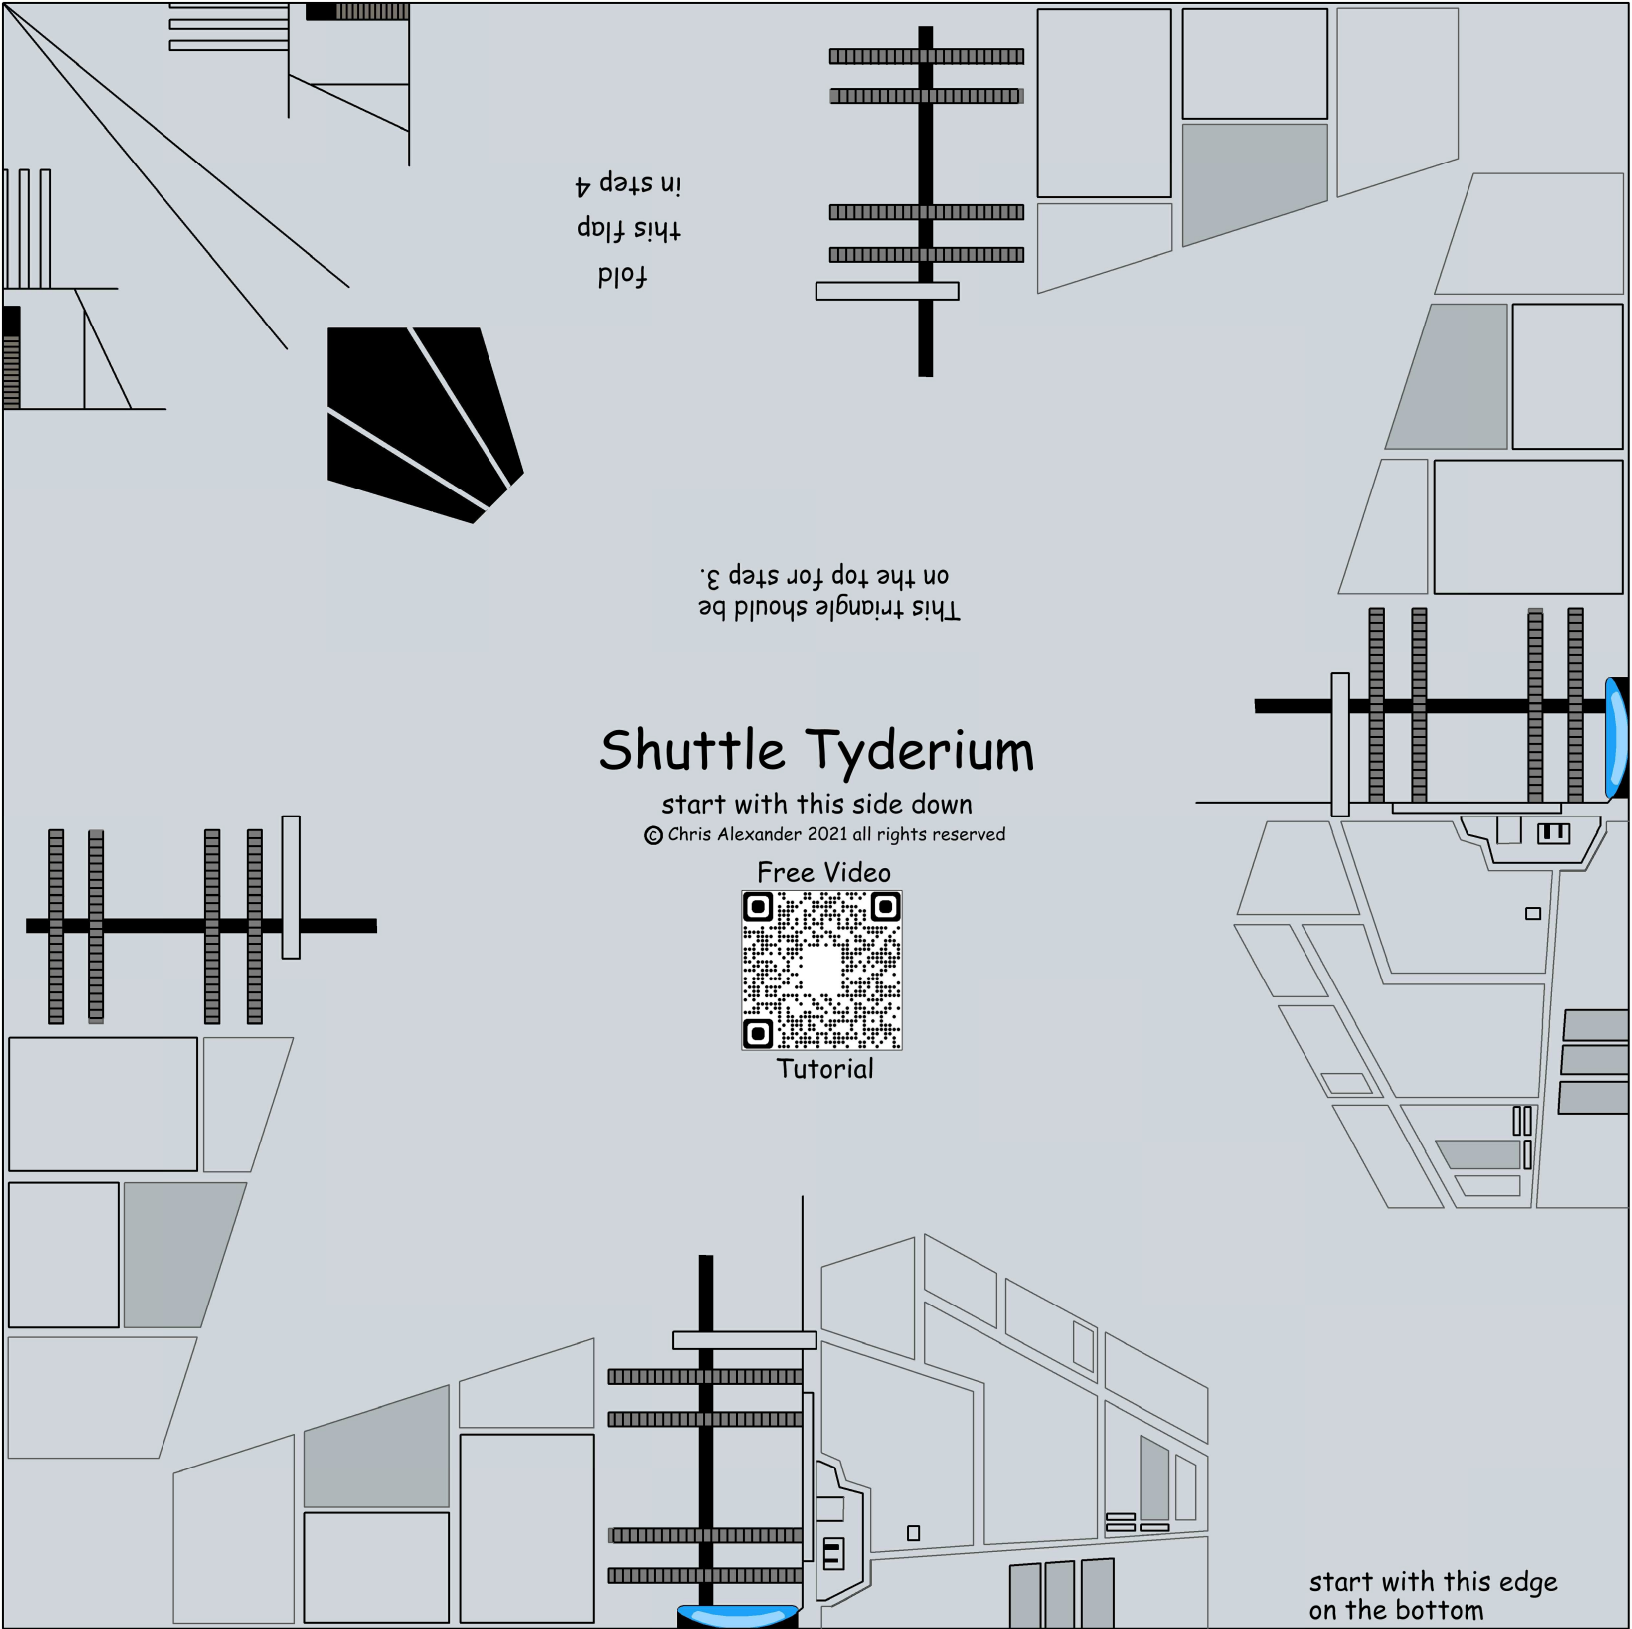 fold
this flap
in step 4
This triangle should be
on the top for step 3.
Shuttle Tyderium
start with this side down
© Chris Alexander 2021 all rights reserved
Free Video
Tutorial
start with this edge
on the bottom